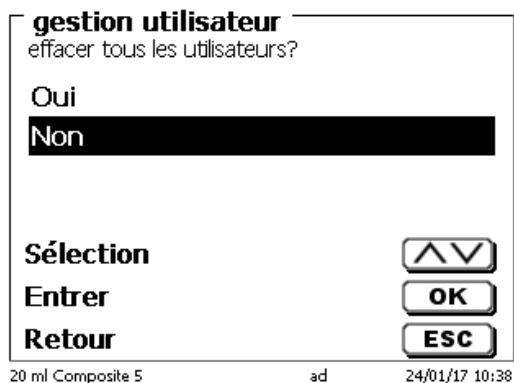 gestion utilisateur
effacer tous les utilisateurs?
Oui
Non
Sélection
Entrer OK
Retour ESC
20 ml Composite 5 ad 24/01/17 10:38